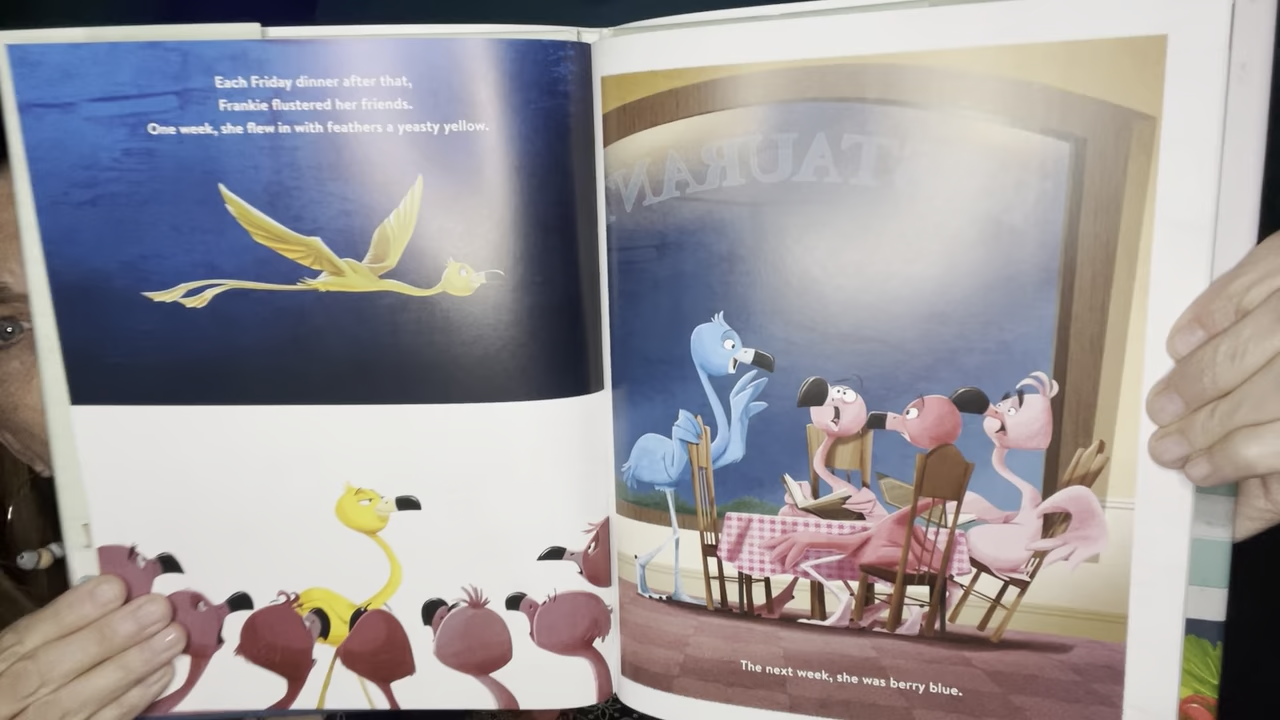 Each Friday dinner after that,
Frankie flustered her friends.
One week, she flew in with feathers a yeasty yellow.
TAURAN
The next week, she was berry blue.